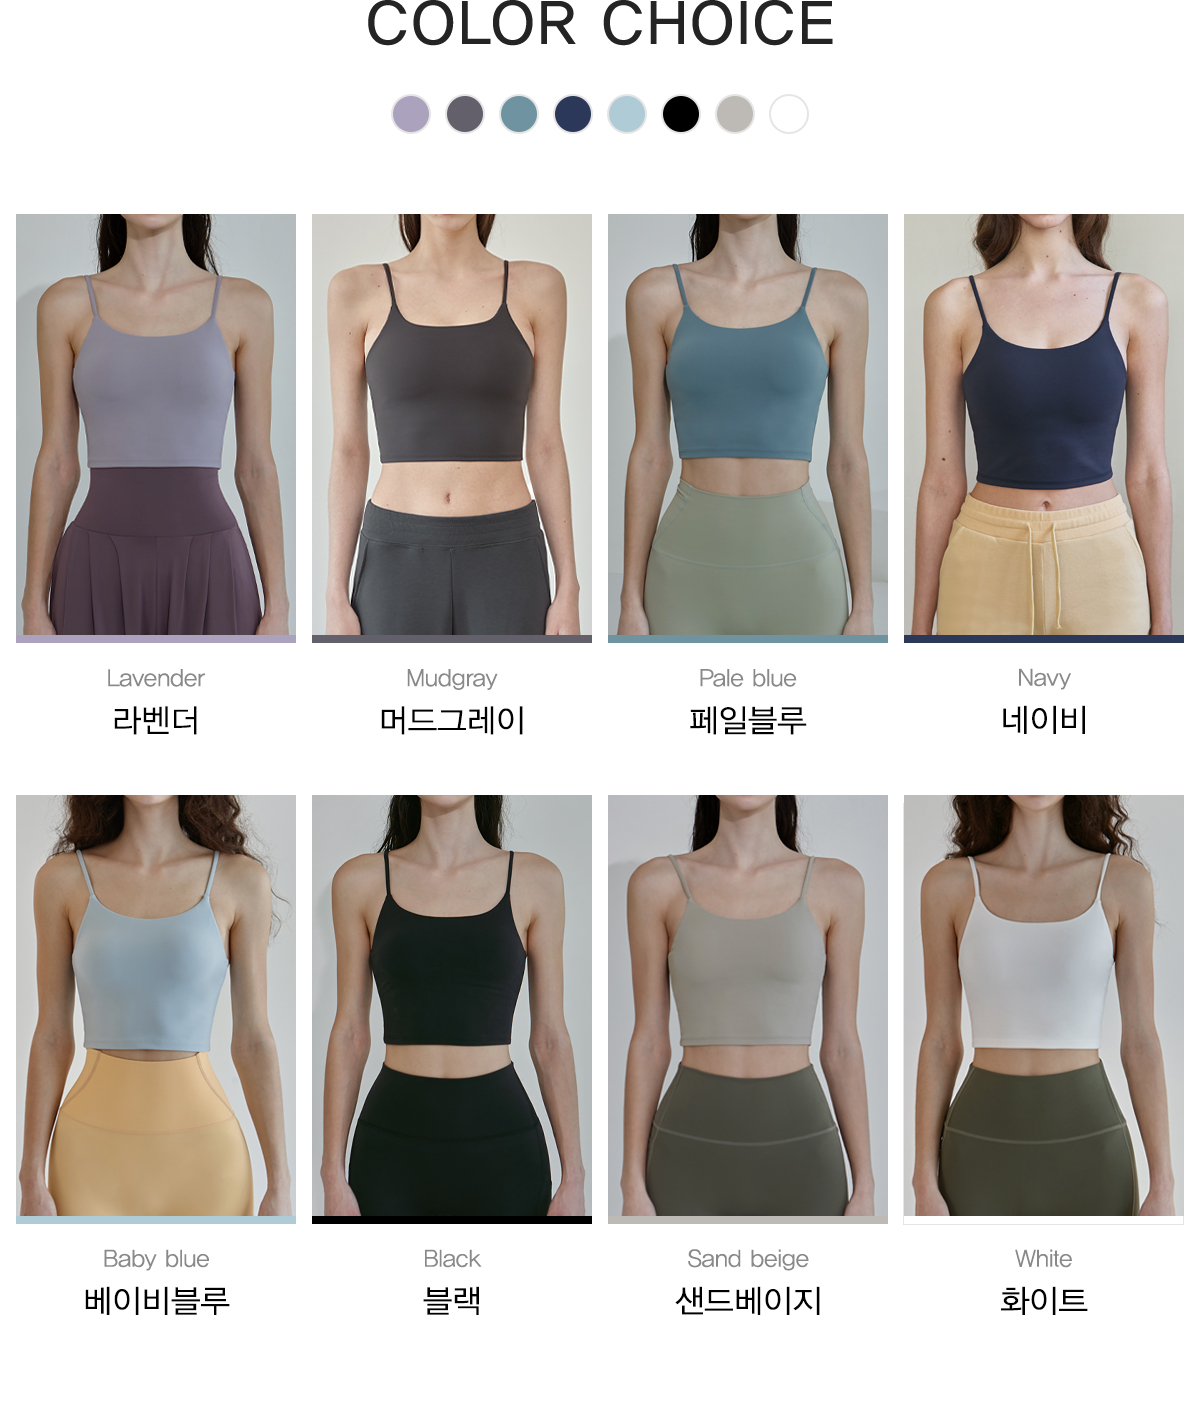 COLOR CHOICE
Lavender
라벤더
Mudgray
머드그레이
Pale blue
페일블루
Navy
네이비
Baby blue
베이비블루
Black
블랙
Sand beige
샌드베이지
White
화이트